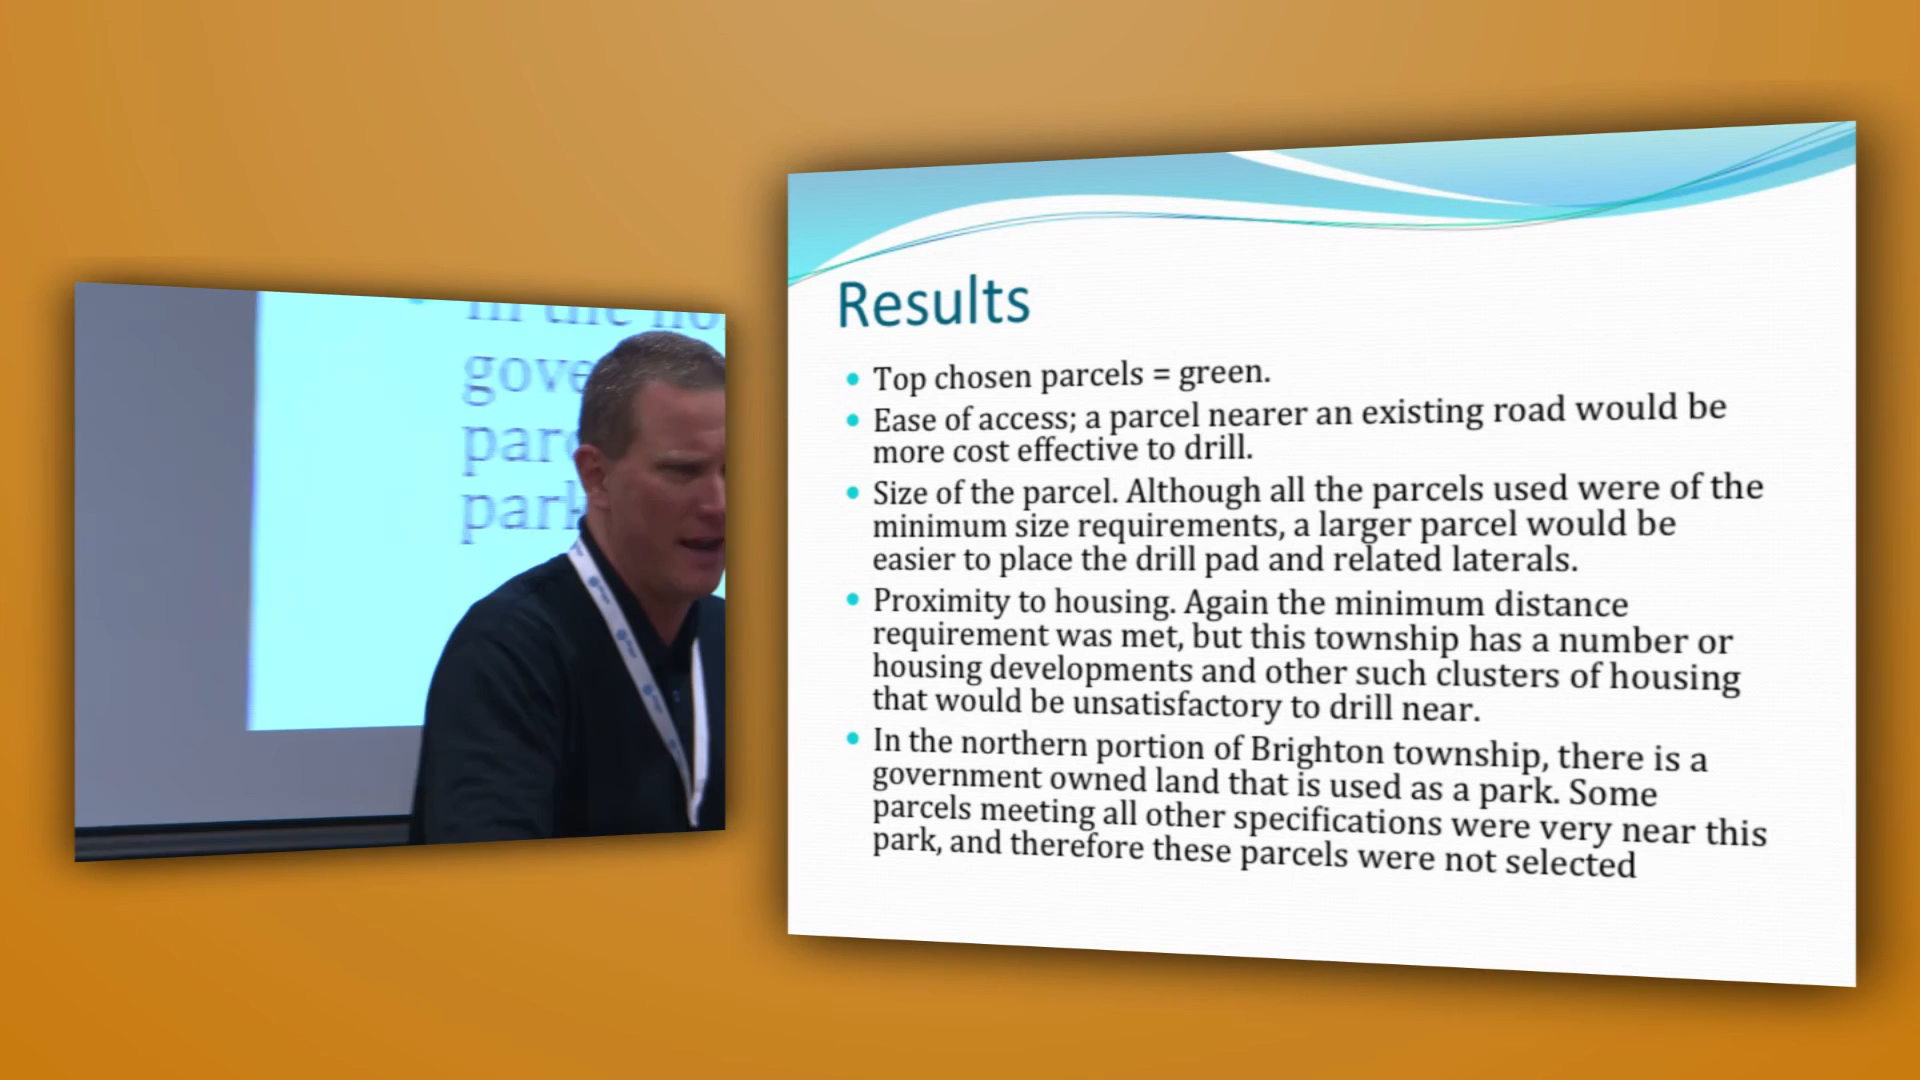 In the no
gove
parc
park
Results
Top chosen parcels = green.
Ease of access; a parcel nearer an existing road would be
more cost effective to drill.
Size of the parcel. Although all the parcels used were of the
minimum size requirements, a larger parcel would be
easier to place the drill pad and related laterals.
Proximity to housing. Again the minimum distance
requirement was met, but this township has a number or
housing developments and other such clusters of housing
that would be unsatisfactory to drill near.
In the northern portion of Brighton township, there is a
government owned land that is used as a park. Some
parcels meeting all other specifications were very near this
park, and therefore these parcels were not selected